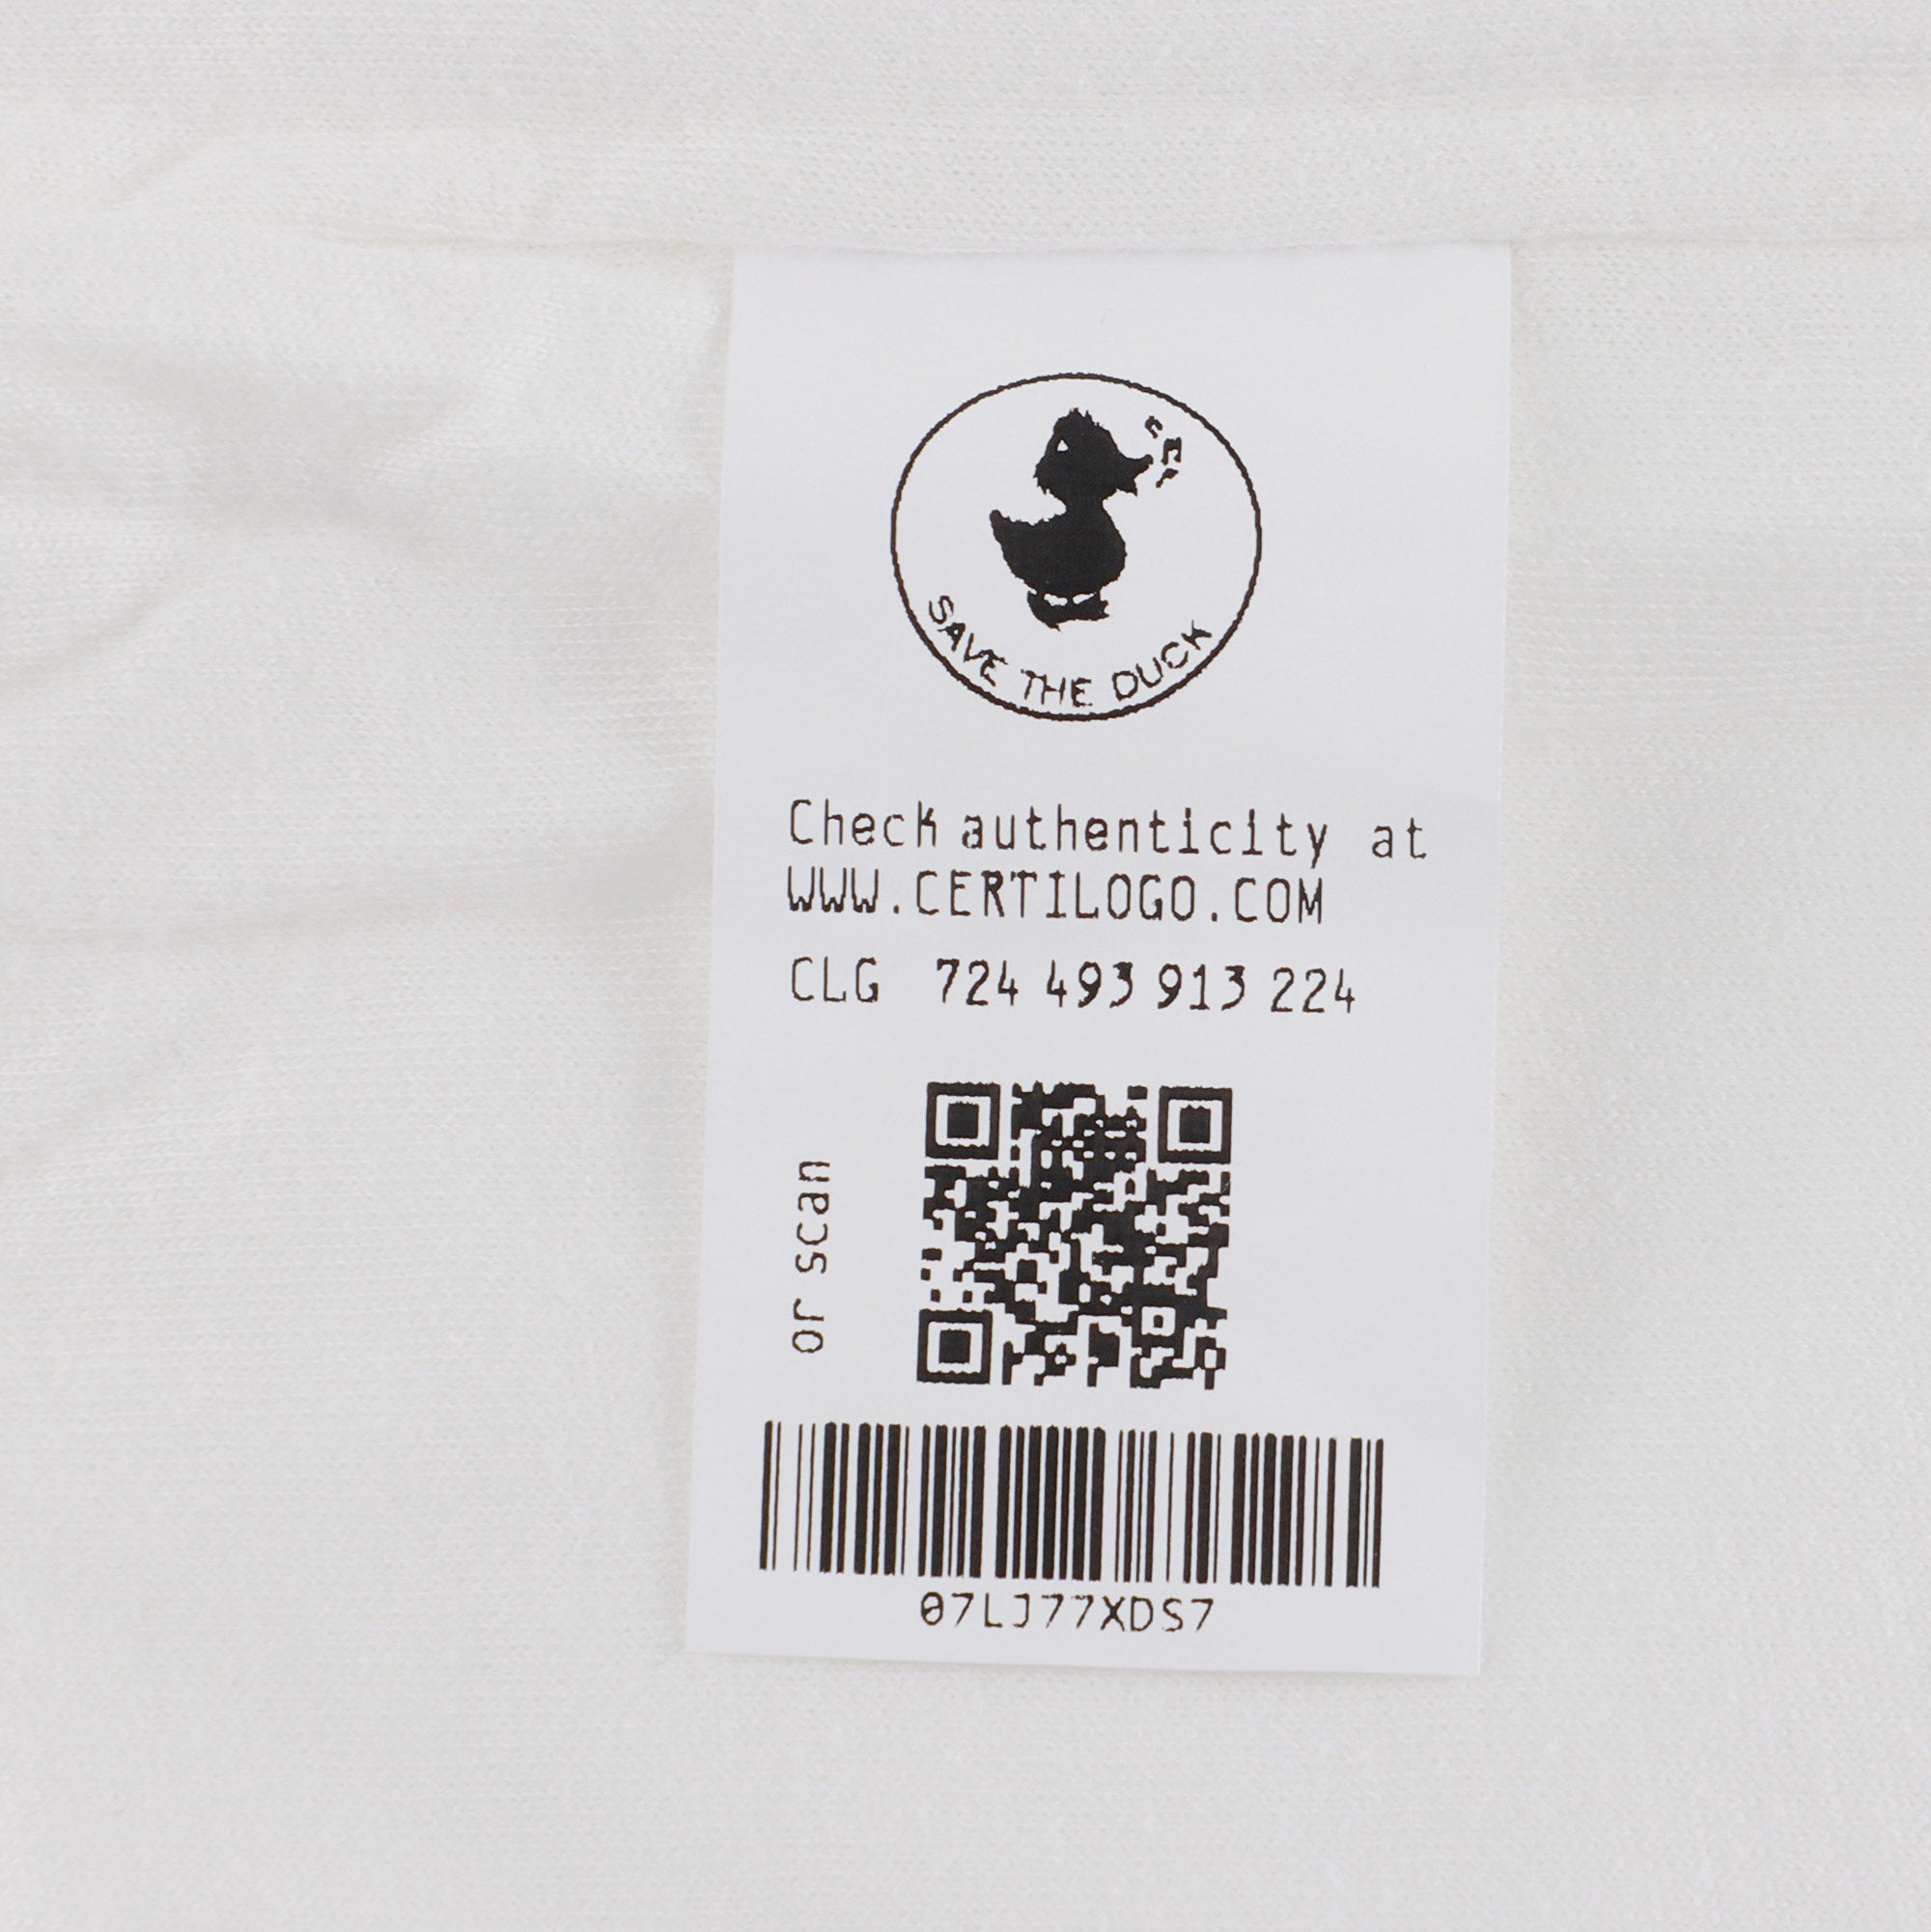 SAVE THE DUCK
Check authenticity at
WWW.CERTILOGO.COM
CLG 724 493 913 224
or scan
07LJ77XDS7